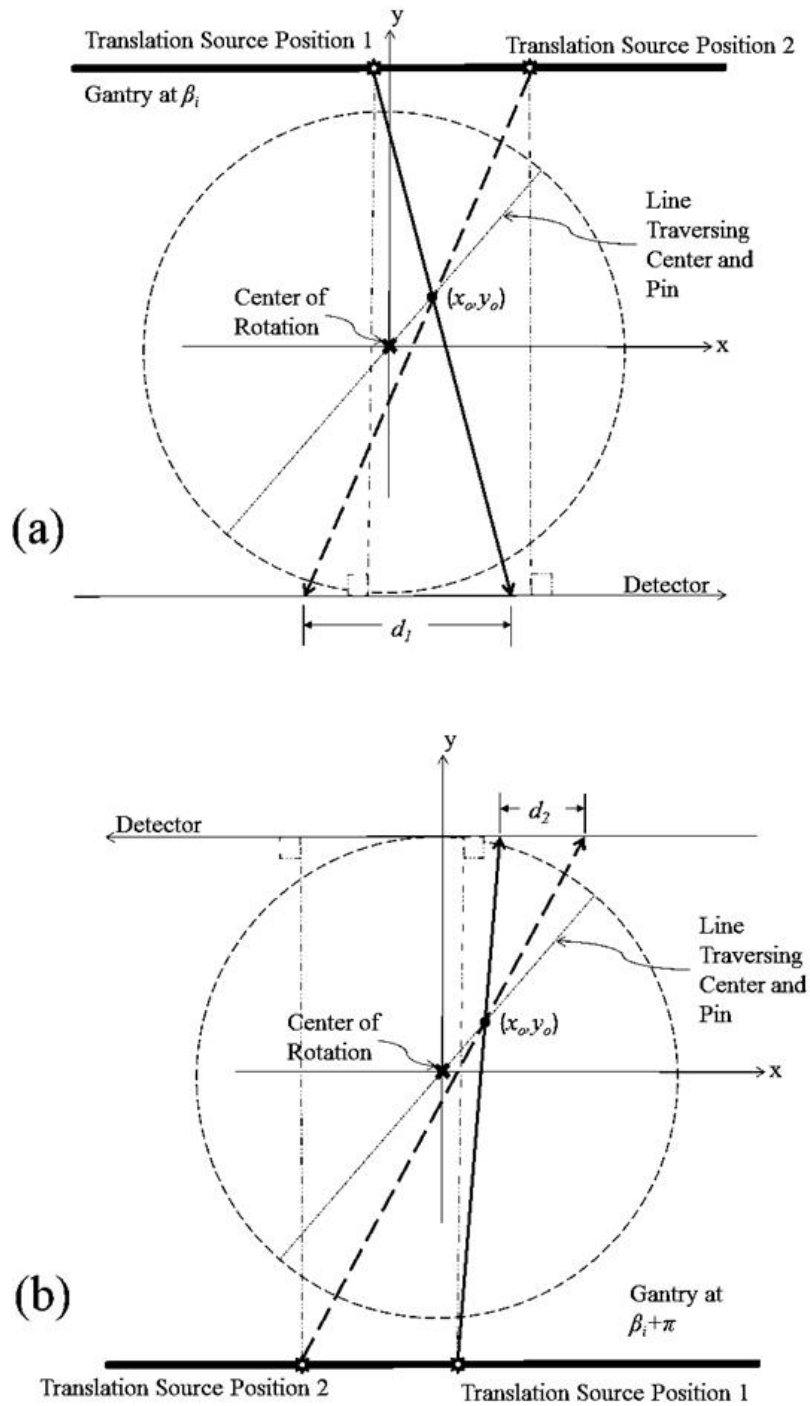 y
Translation Source Position 1
Translation Source Position 2
Gantry at βi
Line
Traversing
Center and
Pin
Center of
Rotation
(xo,yo)
x
(a)
Detector
d1
y
d2
Detector
Line
Traversing
Center and
Pin
Center of
Rotation
(xo,yo)
x
(b)
Gantry at
βi+π
Translation Source Position 2
Translation Source Position 1